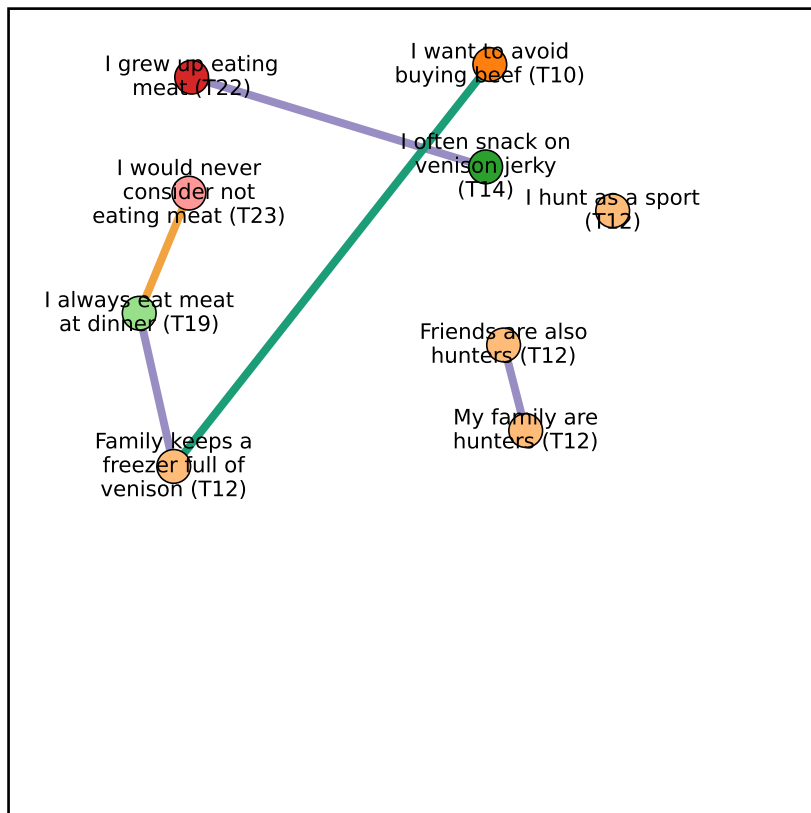 I grew up eating
meat (T22)
I want to avoid
buying beef (T10)
I often snack on
venison jerky
(T14)
I would never
consider not
eating meat (T23)
I hunt as a sport
(T12)
I always eat meat
at dinner (T19)
Friends are also
hunters (T12)
My family are
hunters (T12)
Family keeps a
freezer full of
venison (T12)